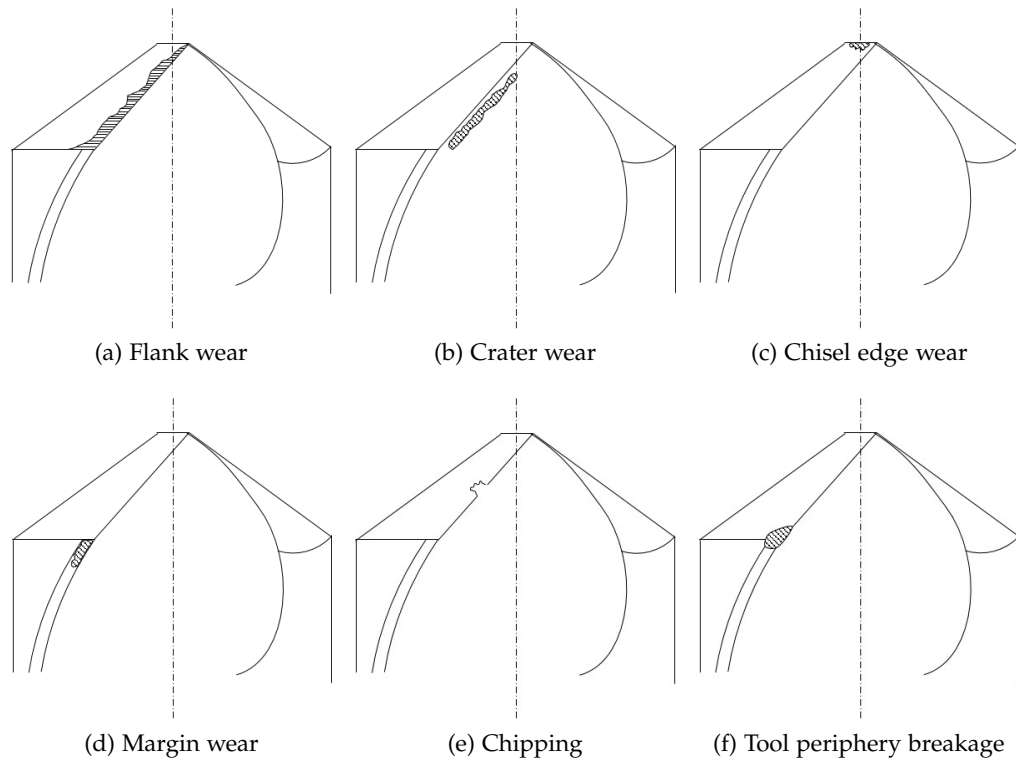 (a) Flank wear
(b) Crater wear
(c) Chisel edge wear
(d) Margin wear
(e) Chipping
(f) Tool periphery breakage